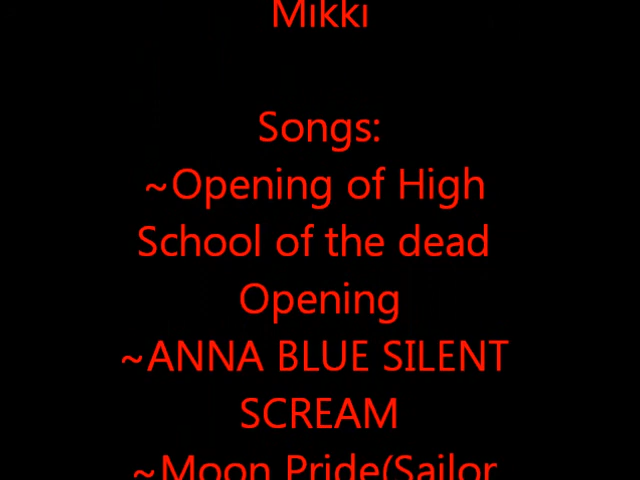 Mikki
Songs:
~Opening of High
School of the dead
Opening
~ANNA BLUE SILENT
SCREAM
~Moon Pride(Sailor